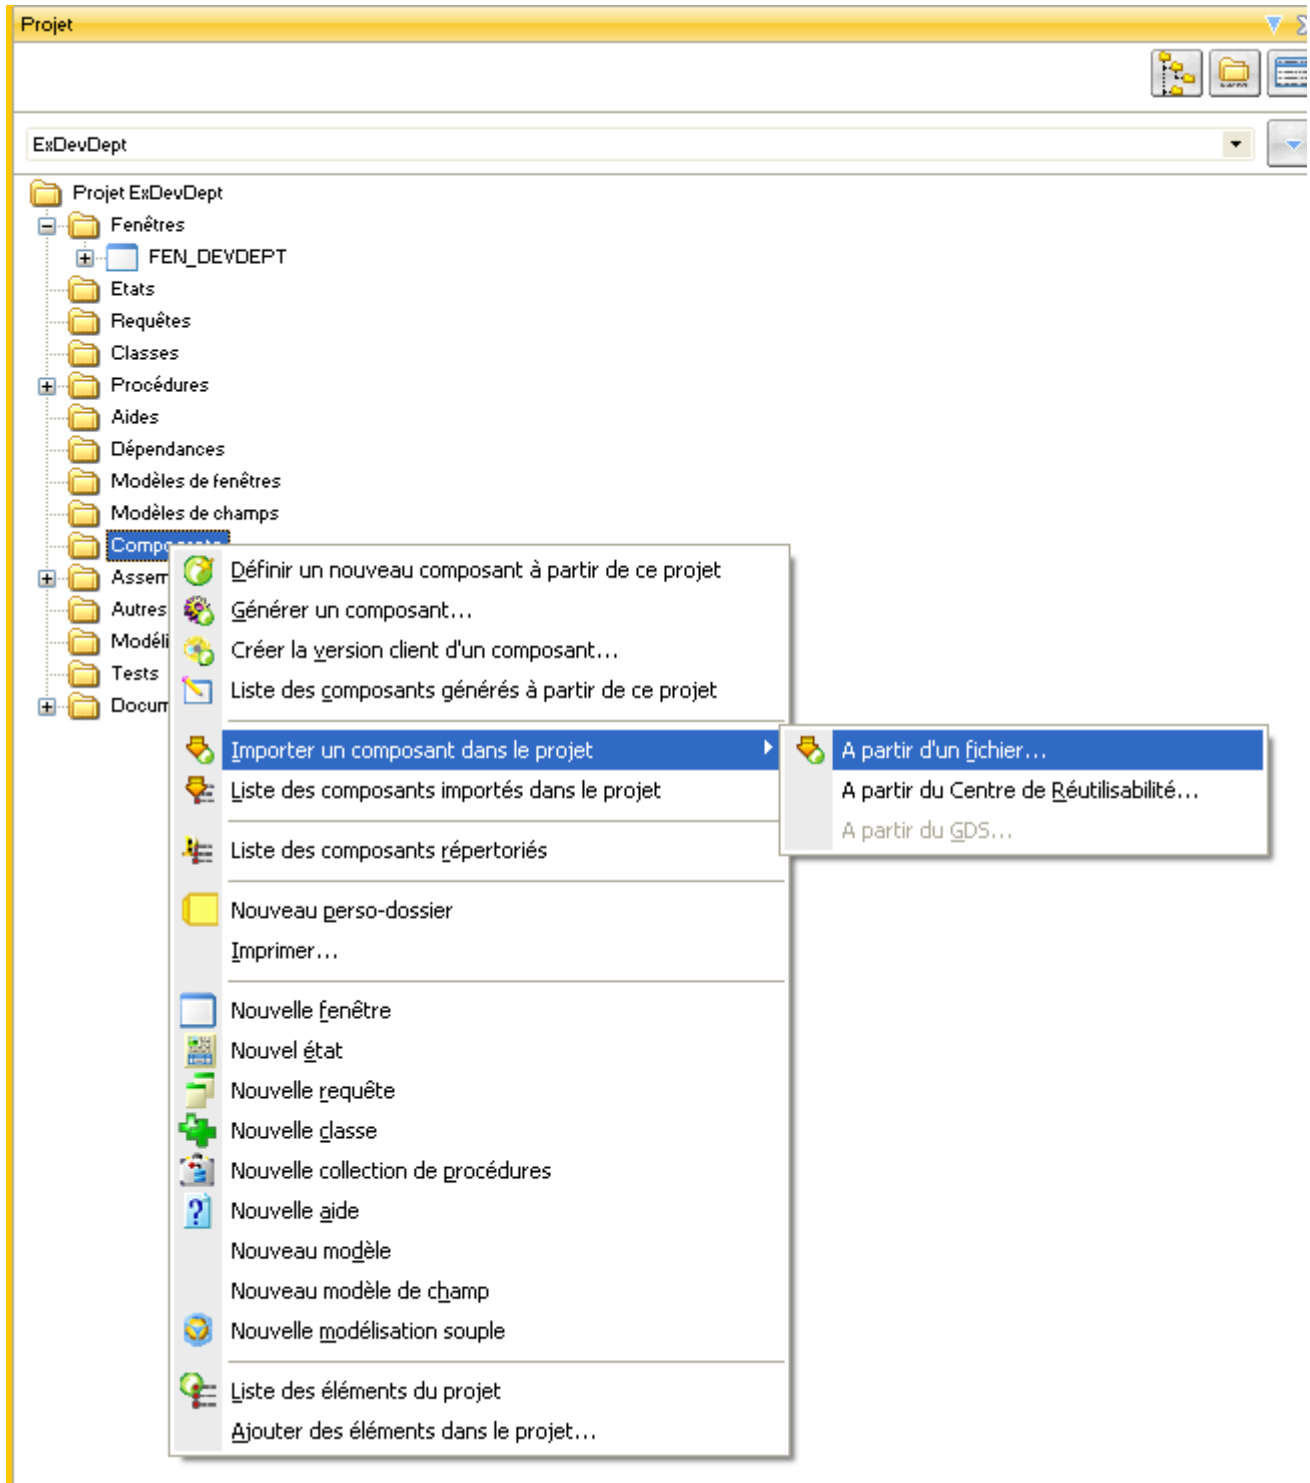 Projet
ExDevDept
Projet ExDevDept
Fenêtres
FEN_DEVDEPT
Etats
Requêtes
Classes
Procédures
Aides
Dépendances
Modèles de fenêtres
Modèles de champs
Définir un nouveau composant à partir de ce projet
Autres
Générer un composant...
Créer la version client d'un composant...
Tests
Liste des composants générés à partir de ce projet
Importer un composant dans le projet
A partir d'un fichier...
Liste des composants importés dans le projet
A partir du Centre de Réutilisabilité...
A partir du GDS...
Liste des composants répertoriés
Nouveau perso-dossier
Imprimer...
Nouvelle fenêtre
Nouvel état
Nouvelle requête
Nouvelle classe
Nouvelle collection de procédures
Nouvelle aide
Nouveau modèle
Nouveau modèle de champ
Nouvelle modélisation souple
Liste des éléments du projet
Ajouter des éléments dans le projet...